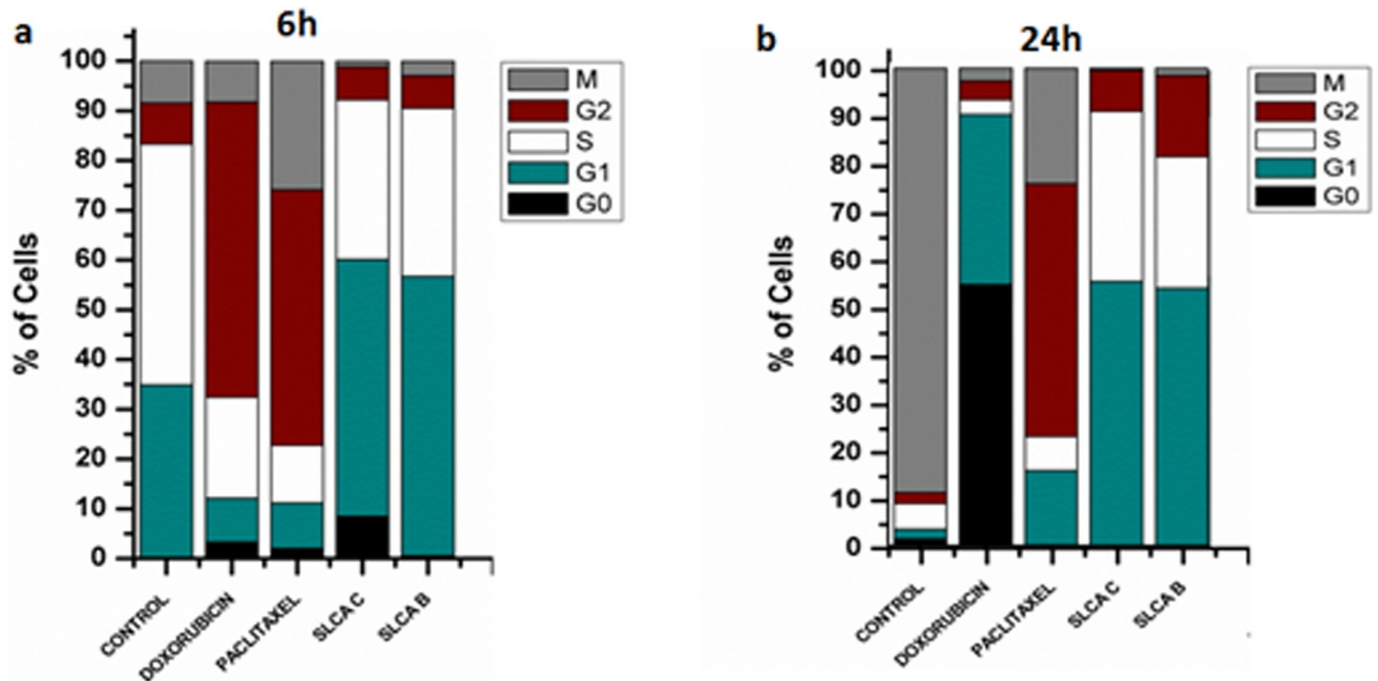 a
6h
% of Cells
100
90
80
70
60
50
40
30
20
10
0
CONTROL
DOXORUBICIN
PACLITAXEL
SLCA C
SLCA B
M
G2
S
G1
G0
b
24h
% of Cells
100
90
80
70
60
50
40
30
20
10
0
CONTROL
DOXORUBICIN
PACLITAXEL
SLCA C
SLCA B
M
G2
S
G1
G0